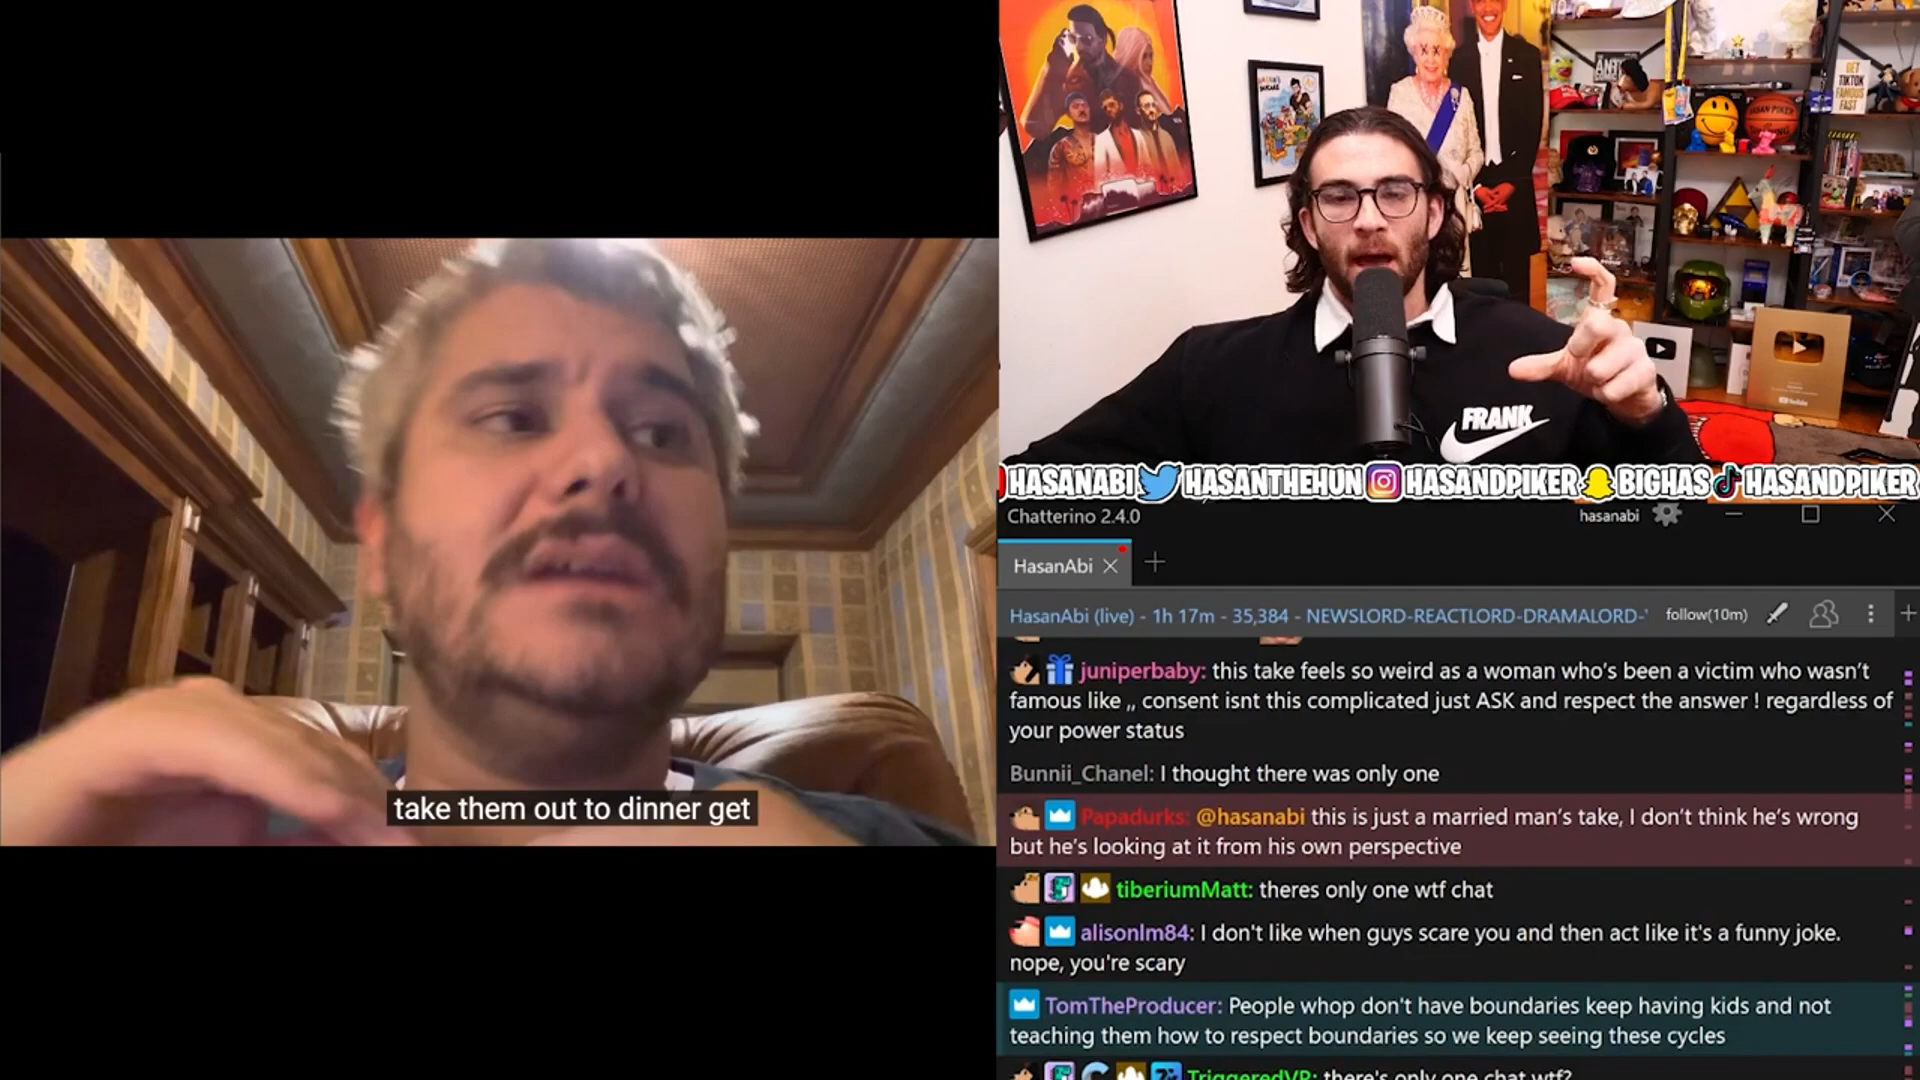 GET
TIKTOK
FAMOUS
FAST
HASAN PIKER
FRANK
HASANABI HASANTHEHUN HASANDPIKER BIGHAS HASANDPIKER
Chatterino 2.4.0
hasanabi
HasanAbi
HasanAbi (live) - 1h 17m - 35,384 - NEWSLORD-REACTLORD-DRAMALORD-'
follow(10m)
juniperbaby: this take feels so weird as a woman who's been a victim who wasn't
famous like ,, consent isnt this complicated just ASK and respect the answer ! regardless of
your power status
Bunnii_Chanel: I thought there was only one
Papadurks: @hasanabi this is just a married man's take, I don't think he's wrong
but he's looking at it from his own perspective
take them out to dinner get
tiberiumMatt: theres only one wtf chat
alisonlm84: I don't like when guys scare you and then act like it's a funny joke.
nope, you're scary
TomTheProducer: People whop don't have boundaries keep having kids and not
teaching them how to respect boundaries so we keep seeing these cycles
TriggeredVR: there's only one chat wtf?